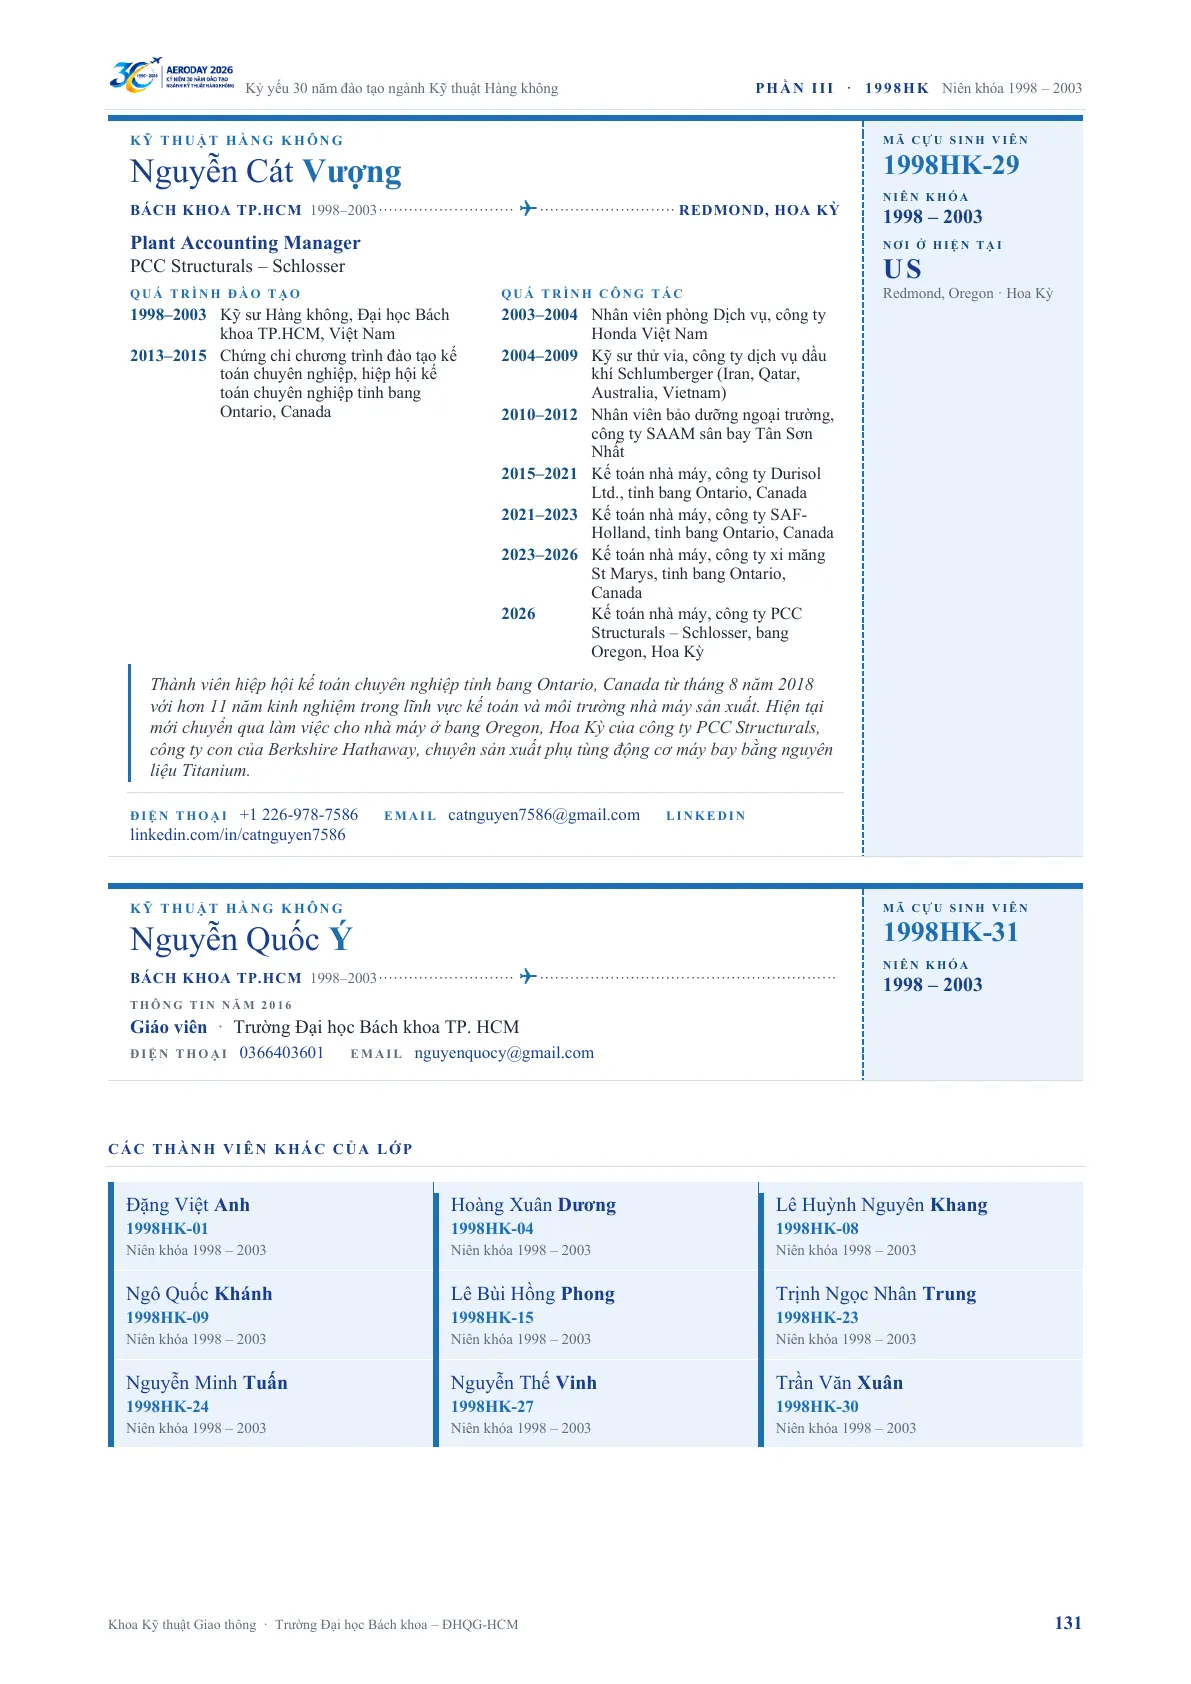 30 1996 - 2026 AERODAY 2026
KỶ NIỆM 30 NĂM ĐÀO TẠO
NGÀNH KỸ THUẬT HÀNG KHÔNG
Kỷ yếu 30 năm đào tạo ngành Kỹ thuật Hàng không
PHẦN III · 1998HK Niên khóa 1998 – 2003
KỸ THUẬT HÀNG KHÔNG
Nguyễn Cát Vượng
BÁCH KHOA TP.HCM 1998–2003 REDMOND, HOA KỲ
Plant Accounting Manager
PCC Structurals – Schlosser
QUÁ TRÌNH ĐÀO TẠO
1998–2003 Kỹ sư Hàng không, Đại học Bách
khoa TP.HCM, Việt Nam
2013–2015 Chứng chỉ chương trình đào tạo kế
toán chuyên nghiệp, hiệp hội kế
toán chuyên nghiệp tỉnh bang
Ontario, Canada
QUÁ TRÌNH CÔNG TÁC
2003–2004 Nhân viên phòng Dịch vụ, công ty
Honda Việt Nam
2004–2009 Kỹ sư thử vỉa, công ty dịch vụ dầu
khí Schlumberger (Iran, Qatar,
Australia, Vietnam)
2010–2012 Nhân viên bảo dưỡng ngoại trường,
công ty SAAM sân bay Tân Sơn
Nhất
2015–2021 Kế toán nhà máy, công ty Durisol
Ltd., tỉnh bang Ontario, Canada
2021–2023 Kế toán nhà máy, công ty SAF-
Holland, tỉnh bang Ontario, Canada
2023–2026 Kế toán nhà máy, công ty xi măng
St Marys, tỉnh bang Ontario,
Canada
2026 Kế toán nhà máy, công ty PCC
Structurals – Schlosser, bang
Oregon, Hoa Kỳ
Thành viên hiệp hội kế toán chuyên nghiệp tỉnh bang Ontario, Canada từ tháng 8 năm 2018
với hơn 11 năm kinh nghiệm trong lĩnh vực kế toán và môi trường nhà máy sản xuất. Hiện tại
mới chuyển qua làm việc cho nhà máy ở bang Oregon, Hoa Kỳ của công ty PCC Structurals,
công ty con của Berkshire Hathaway, chuyên sản xuất phụ tùng động cơ máy bay bằng nguyên
liệu Titanium.
ĐIỆN THOẠI +1 226-978-7586 EMAIL catnguyen7586@gmail.com LINKEDIN
linkedin.com/in/catnguyen7586
MÃ CỰU SINH VIÊN
1998HK-29
NIÊN KHÓA
1998 – 2003
NƠI Ở HIỆN TẠI
US
Redmond, Oregon · Hoa Kỳ
KỸ THUẬT HÀNG KHÔNG
Nguyễn Quốc Ý
BÁCH KHOA TP.HCM 1998–2003
THÔNG TIN NĂM 2016
Giáo viên · Trường Đại học Bách khoa TP. HCM
ĐIỆN THOẠI 0366403601 EMAIL nguyenquocy@gmail.com
MÃ CỰU SINH VIÊN
1998HK-31
NIÊN KHÓA
1998 – 2003
CÁC THÀNH VIÊN KHÁC CỦA LỚP
Đặng Việt Anh
1998HK-01
Niên khóa 1998 – 2003
Hoàng Xuân Dương
1998HK-04
Niên khóa 1998 – 2003
Lê Huỳnh Nguyên Khang
1998HK-08
Niên khóa 1998 – 2003
Ngô Quốc Khánh
1998HK-09
Niên khóa 1998 – 2003
Lê Bùi Hồng Phong
1998HK-15
Niên khóa 1998 – 2003
Trịnh Ngọc Nhân Trung
1998HK-23
Niên khóa 1998 – 2003
Nguyễn Minh Tuấn
1998HK-24
Niên khóa 1998 – 2003
Nguyễn Thế Vinh
1998HK-27
Niên khóa 1998 – 2003
Trần Văn Xuân
1998HK-30
Niên khóa 1998 – 2003
Khoa Kỹ thuật Giao thông · Trường Đại học Bách khoa – ĐHQG-HCM
131